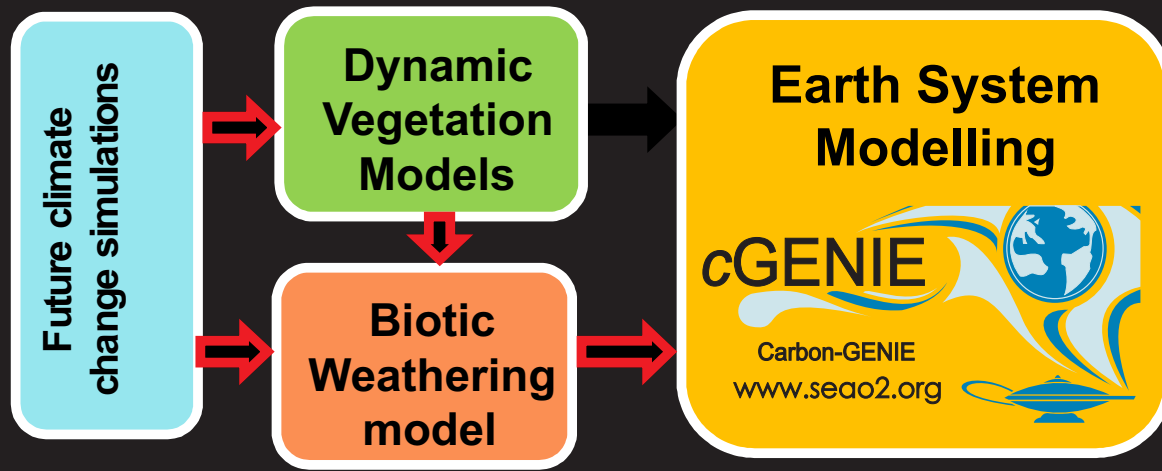 Future climate
change simulations
Dynamic
Vegetation
Models
Biotic
Weathering
model
Earth System
Modelling
cGENIE
Carbon-GENIE
www.seao2.org